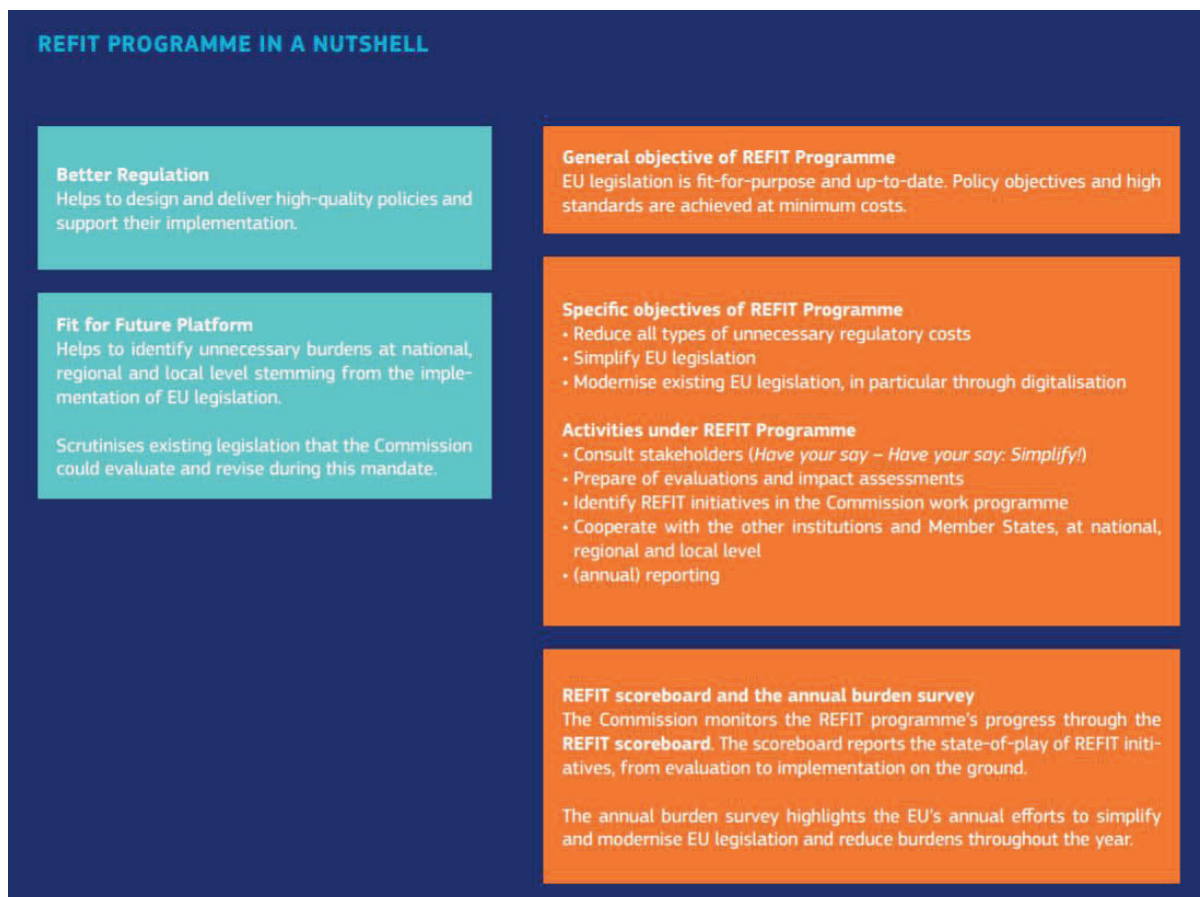 REFIT PROGRAMME IN A NUTSHELL
Better Regulation
Helps to design and deliver high-quality policies and
support their implementation.
Fit for Future Platform
Helps to identify unnecessary burdens at national,
regional and local level stemming from the imple-
mentation of EU legislation.
Scrutinises existing legislation that the Commission
could evaluate and revise during this mandate.
General objective of REFIT Programme
EU legislation is fit-for-purpose and up-to-date. Policy objectives and high
standards are achieved at minimum costs.
Specific objectives of REFIT Programme
• Reduce all types of unnecessary regulatory costs
• Simplify EU legislation
• Modernise existing EU legislation, in particular through digitalisation
Activities under REFIT Programme
• Consult stakeholders (Have your say – Have your say: Simplify!)
• Prepare of evaluations and impact assessments
• Identify REFIT initiatives in the Commission work programme
• Cooperate with the other institutions and Member States, at national,
regional and local level
• (annual) reporting
REFIT scoreboard and the annual burden survey
The Commission monitors the REFIT programme's progress through the
REFIT scoreboard. The scoreboard reports the state-of-play of REFIT initi-
atives, from evaluation to implementation on the ground.
The annual burden survey highlights the EU's annual efforts to simplify
and modernise EU legislation and reduce burdens throughout the year.